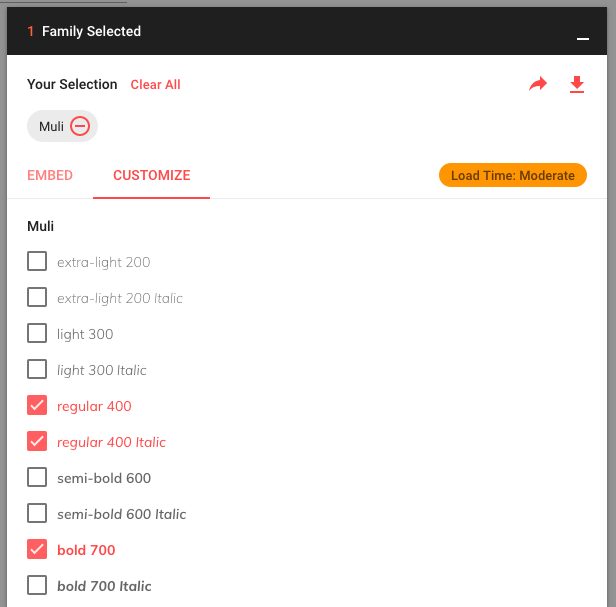 1 Family Selected
Your Selection Clear All
Muli
EMBED CUSTOMIZE Load Time: Moderate
Muli
extra-light 200
extra-light 200 Italic
light 300
light 300 Italic
regular 400
regular 400 Italic
semi-bold 600
semi-bold 600 Italic
bold 700
bold 700 Italic